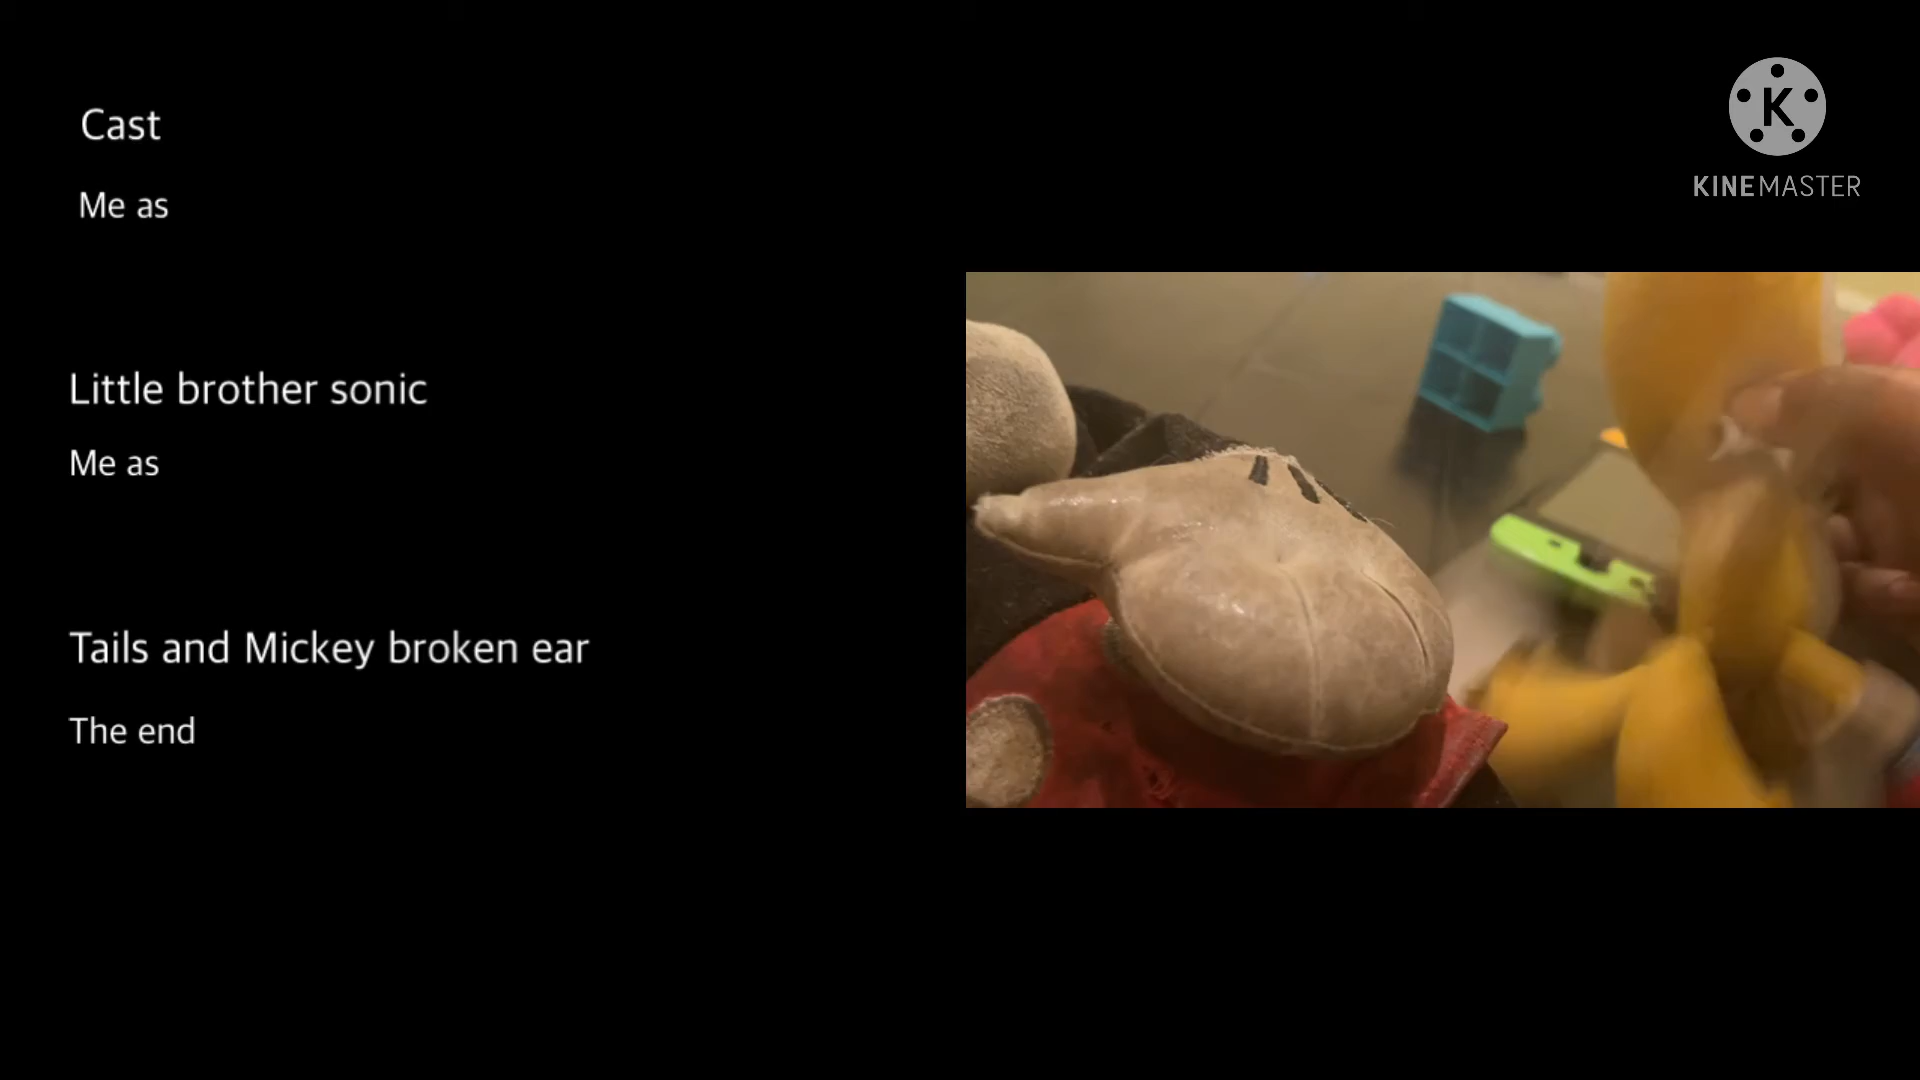 Cast
Me as
Little brother sonic
Me as
Tails and Mickey broken ear
The end
K
KINEMASTER